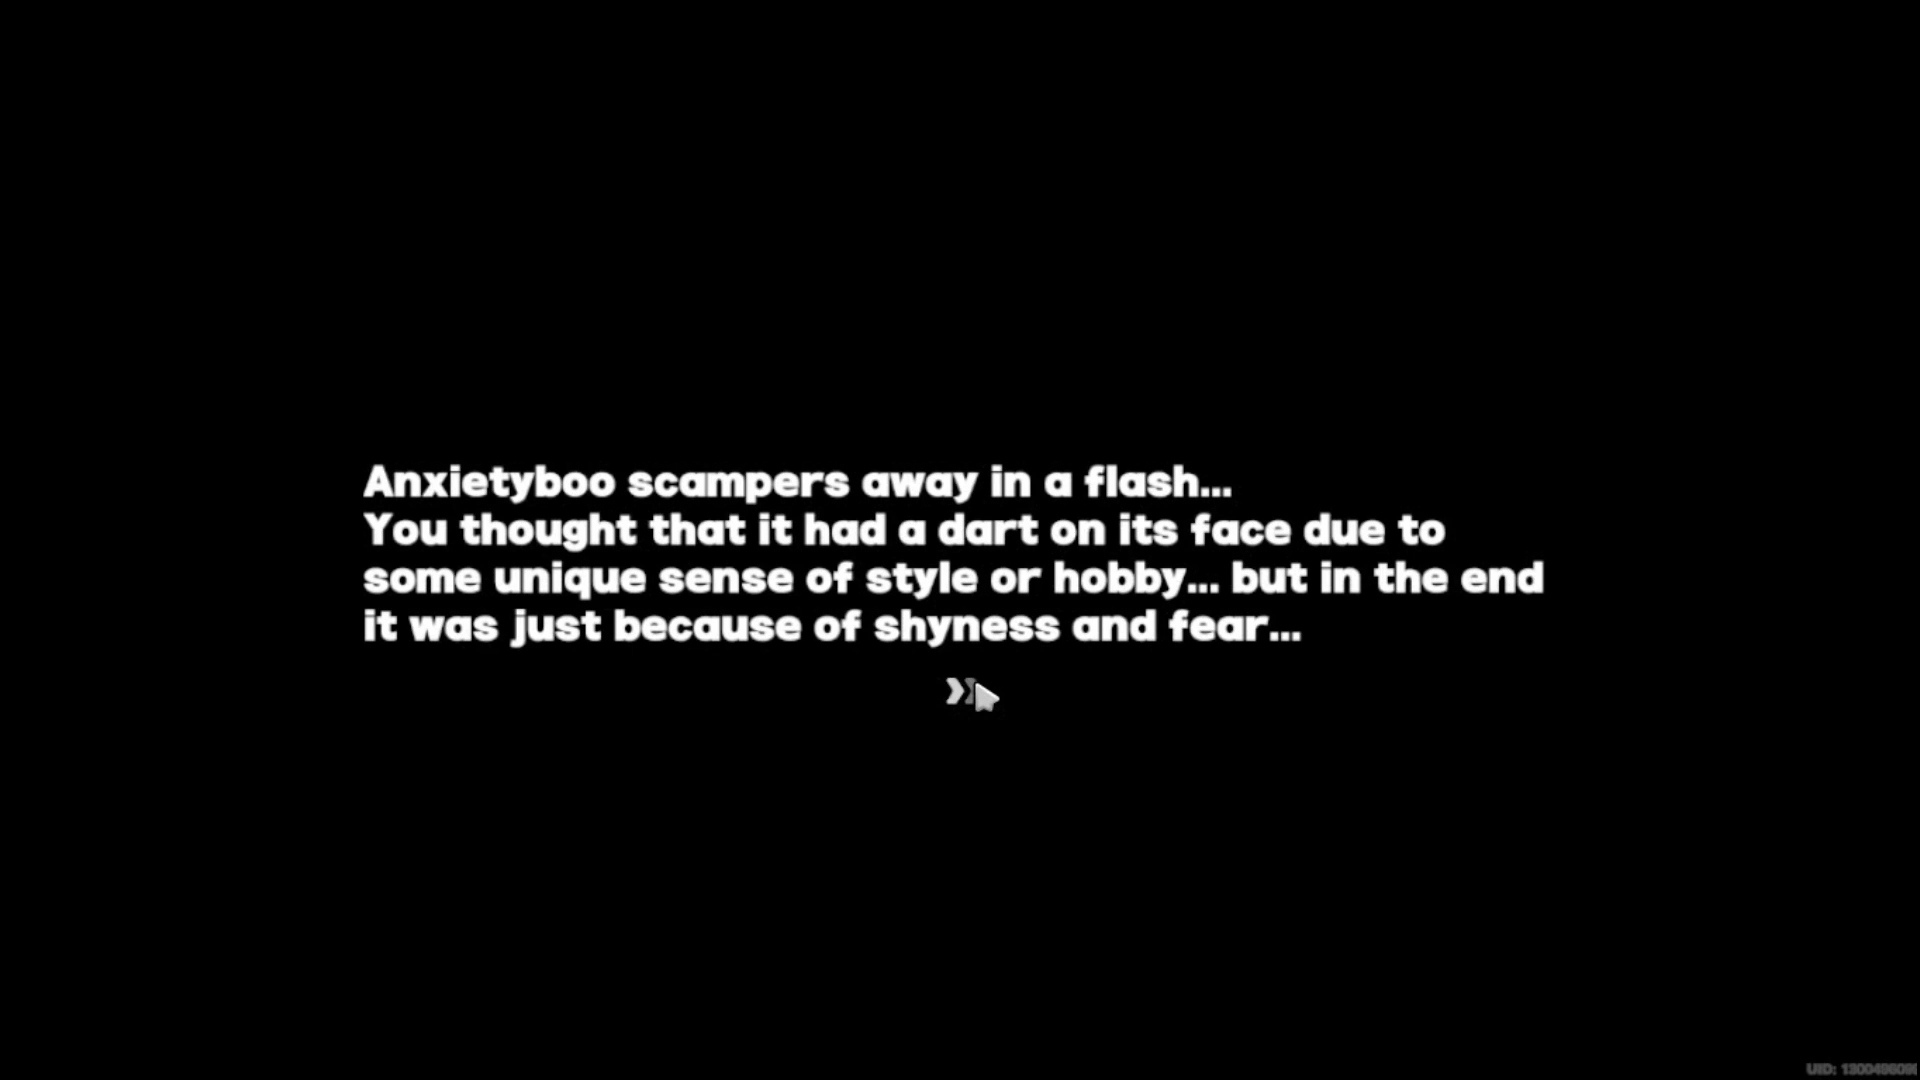 Anxietyboo scampers away in a flash...
You thought that it had a dart on its face due to
some unique sense of style or hobby... but in the end
it was just because of shyness and fear...
UID: